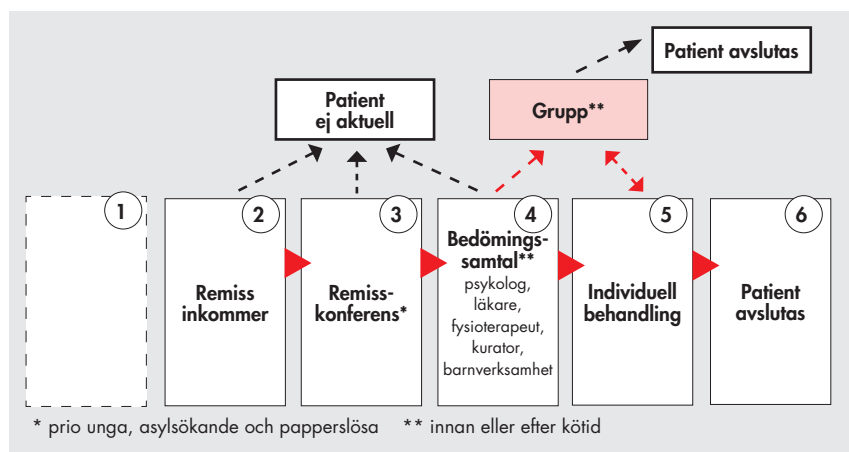 Patient avslutas
Patient
ej aktuell
Grupp**
1
2
Remiss
inkommer
3
Remiss-
konferens*
4
Bedömings-
samtal**
psykolog,
läkare,
fysioterapeut,
kurator,
barnverksamhet
5
Individuell
behandling
6
Patient
avslutas
* prio unga, asylsökande och papperslösa ** innan eller efter kötid